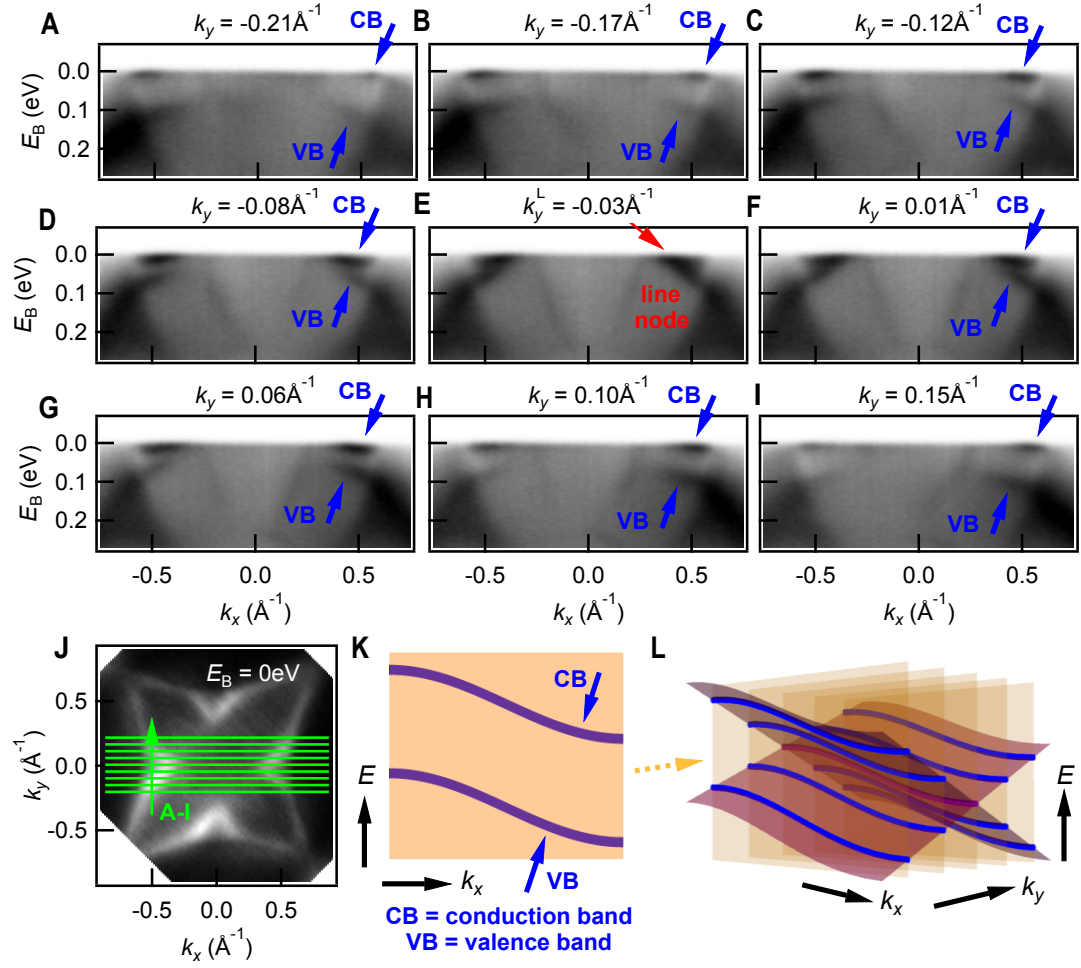 A
k_y = -0.21Å⁻¹
CB
B
k_y = -0.17Å⁻¹
CB
C
k_y = -0.12Å⁻¹
CB
E_B (eV)
0.0
0.1
0.2
VB
VB
VB
D
k_y = -0.08Å⁻¹
CB
E
k_y^L = -0.03Å⁻¹
F
k_y = 0.01Å⁻¹
CB
E_B (eV)
0.0
0.1
0.2
VB
line
node
VB
G
k_y = 0.06Å⁻¹
CB
H
k_y = 0.10Å⁻¹
CB
I
k_y = 0.15Å⁻¹
CB
E_B (eV)
0.0
0.1
0.2
VB
VB
VB
-0.5 0.0 0.5
-0.5 0.0 0.5
-0.5 0.0 0.5
k_x (Å⁻¹)
k_x (Å⁻¹)
k_x (Å⁻¹)
J
E_B = 0eV
k_y (Å⁻¹)
0.5
0.0
-0.5
A-I
-0.5 0.0 0.5
k_x (Å⁻¹)
K
CB
E
VB
k_x
CB = conduction band
VB = valence band
L
E
k_x
k_y